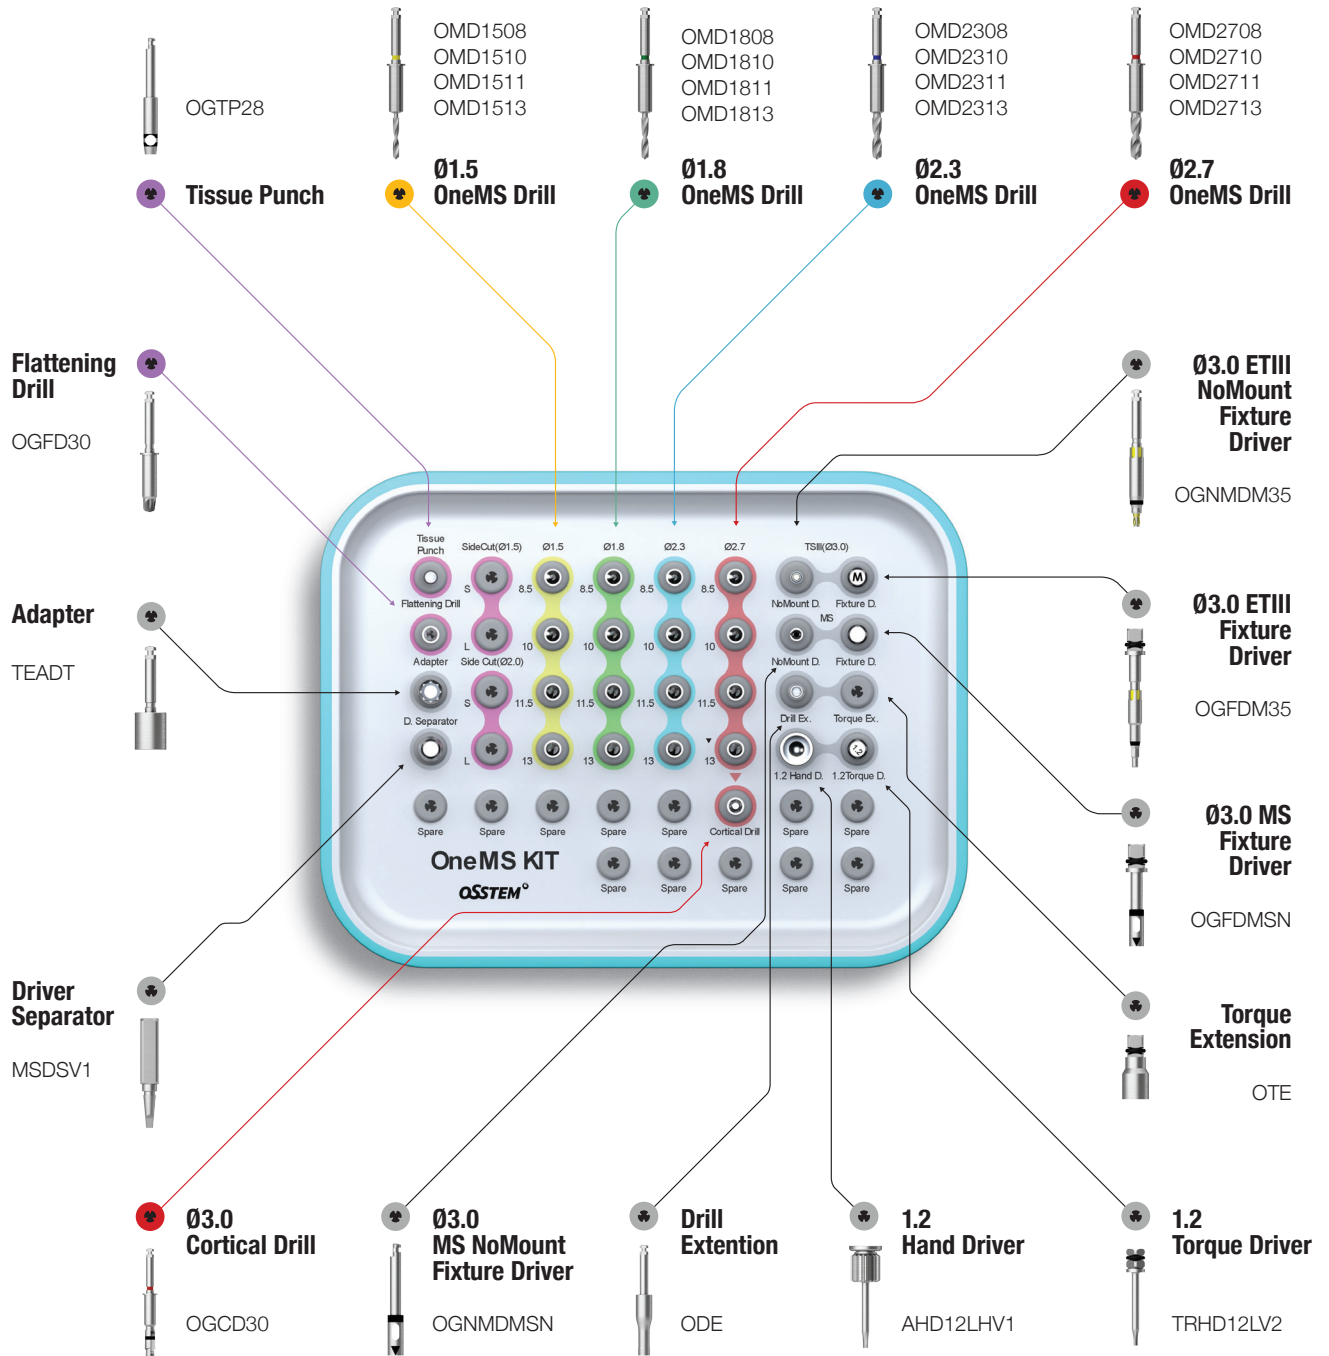 OGTP28
Tissue Punch
OMD1508
OMD1510
OMD1511
OMD1513
Ø1.5
OneMS Drill
OMD1808
OMD1810
OMD1811
OMD1813
Ø1.8
OneMS Drill
OMD2308
OMD2310
OMD2311
OMD2313
Ø2.3
OneMS Drill
OMD2708
OMD2710
OMD2711
OMD2713
Ø2.7
OneMS Drill
Flattening
Drill
OGFD30
Adapter
TEADT
Driver
Separator
MSDSV1
Ø3.0 ETIII
NoMount
Fixture
Driver
OGNMDM35
Ø3.0 ETIII
Fixture
Driver
OGFDM35
Ø3.0 MS
Fixture
Driver
OGFDMSN
Torque
Extension
OTE
Tissue
Punch
SideCut(Ø1.5)
Ø1.5
Ø1.8
Ø2.3
Ø2.7
TSIII(Ø3.0)
S
8.5
8.5
8.5
8.5
M
Flattening Drill
NoMount D.
Fixture D.
MS
L
10
10
10
10
Adapter
Side Cut(Ø2.0)
NoMount D.
Fixture D.
S
11.5
11.5
11.5
11.5
D. Separator
Drill Ex.
Torque Ex.
L
13
13
13
13
1.2
1.2 Hand D.
1.2Torque D.
Spare
Spare
Spare
Spare
Spare
Cortical Drill
Spare
Spare
OneMS KIT
OSSTEM
Spare
Spare
Spare
Spare
Spare
Ø3.0
Cortical Drill
OGCD30
Ø3.0
MS NoMount
Fixture Driver
OGNMDMSN
Drill
Extention
ODE
1.2
Hand Driver
AHD12LHV1
1.2
Torque Driver
TRHD12LV2